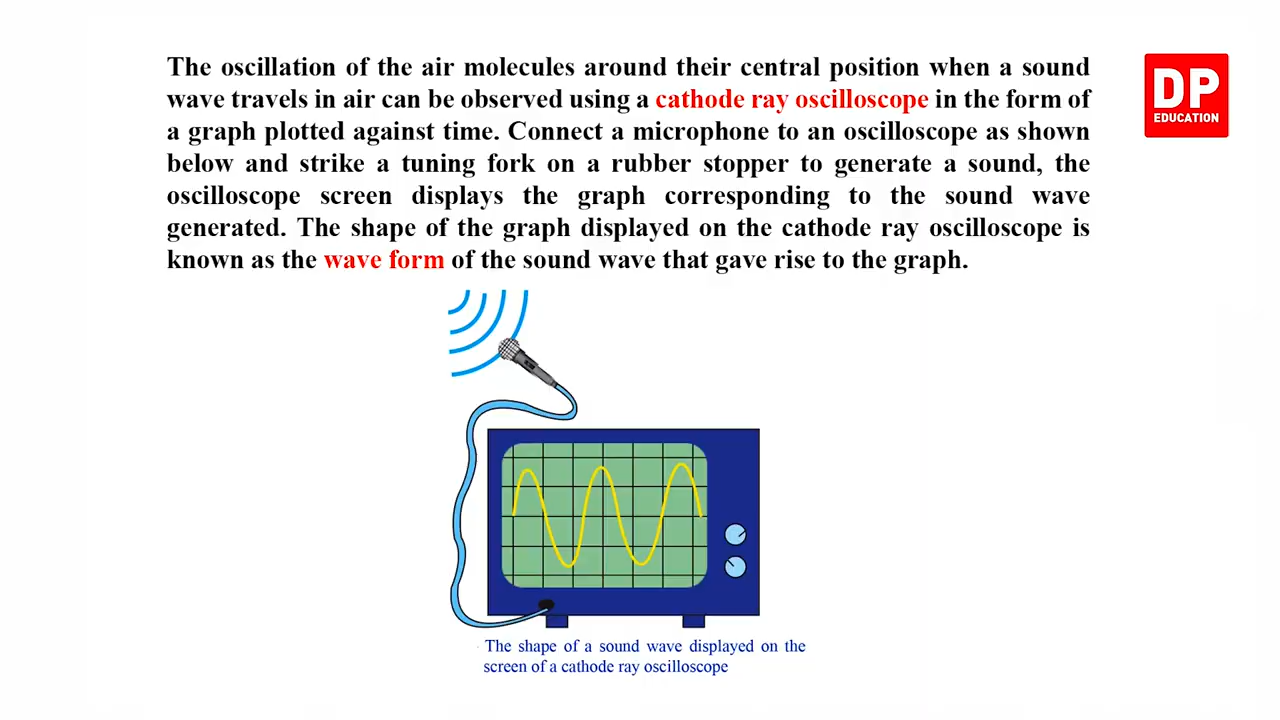 The oscillation of the air molecules around their central position when a sound
wave travels in air can be observed using a cathode ray oscilloscope in the form of
a graph plotted against time. Connect a microphone to an oscilloscope as shown
below and strike a tuning fork on a rubber stopper to generate a sound, the
oscilloscope screen displays the graph corresponding to the sound wave
generated. The shape of the graph displayed on the cathode ray oscilloscope is
known as the wave form of the sound wave that gave rise to the graph.
DP
EDUCATION
The shape of a sound wave displayed on the
screen of a cathode ray oscilloscope